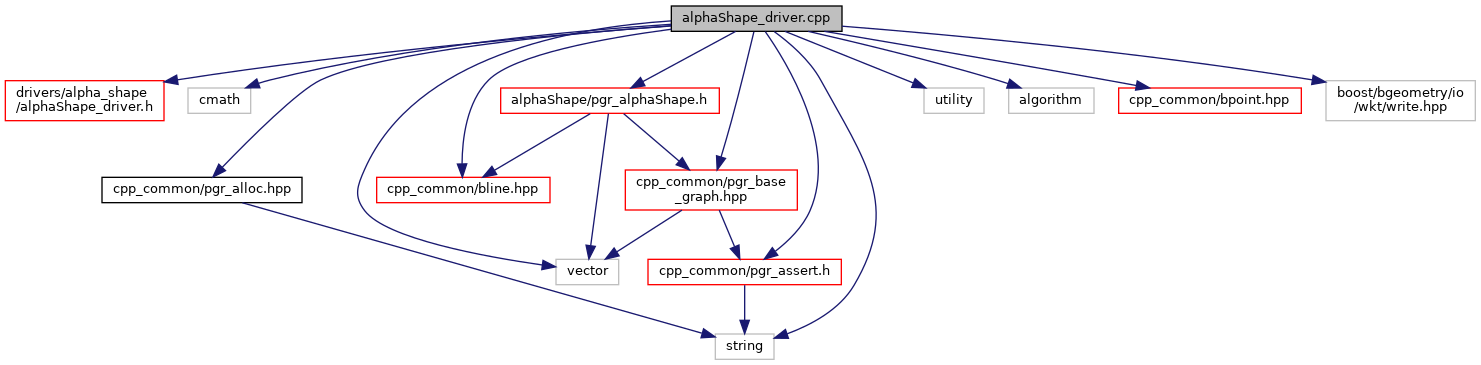 alphaShape_driver.cpp
drivers/alpha_shape
/alphaShape_driver.h
cmath
alphaShape/pgr_alphaShape.h
utility
algorithm
cpp_common/bpoint.hpp
boost/bgeometry/io
/wkt/write.hpp
cpp_common/pgr_alloc.hpp
cpp_common/bline.hpp
cpp_common/pgr_base
_graph.hpp
vector
cpp_common/pgr_assert.h
string